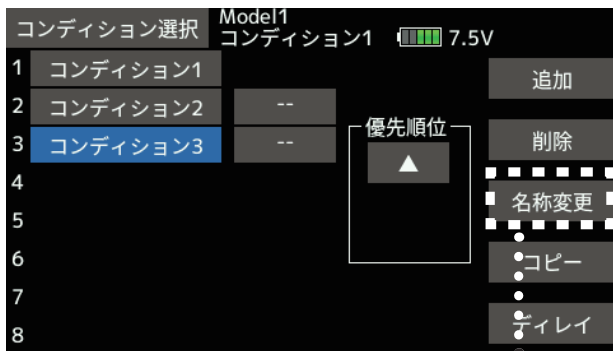 コンディション選択
Model1
コンディション1 7.5V
1 コンディション1
2 コンディション2 --
3 コンディション3 --
4
5
6
7
8
優先順位
▲
追加
削除
名称変更
コピー
ディレイ